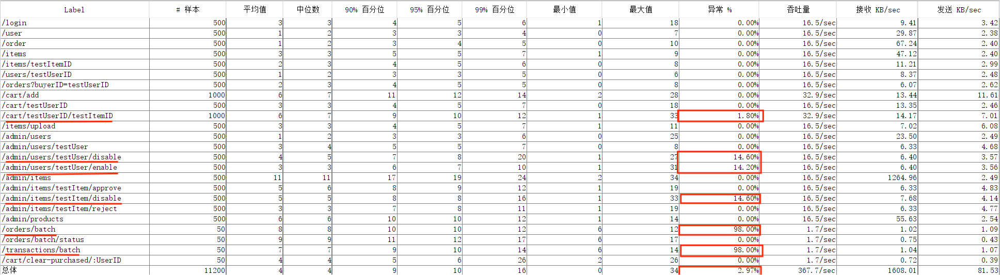 Label # 样本 平均值 中位数 90% 百分位 95% 百分位 99% 百分位 最小值 最大值 异常 % 吞吐量 接收 KB/sec 发送 KB/sec
/login 500 3 3 4 5 6 1 18 0.00% 16.5/sec 9.41 3.42
/user 500 1 2 3 3 4 0 7 0.00% 16.5/sec 29.87 2.38
/order 500 1 2 3 4 5 0 10 0.00% 16.5/sec 67.24 2.40
/items 500 3 3 5 5 7 1 9 0.00% 16.5/sec 47.12 2.40
/items/testItemID 500 2 3 4 5 6 0 8 0.00% 16.5/sec 11.21 2.99
/users/testUserID 500 1 2 3 3 5 0 6 0.00% 16.5/sec 8.37 2.48
/orders?buyerID=testUserID 500 2 3 4 5 5 0 8 0.00% 16.5/sec 6.07 2.62
/cart/add 1000 6 7 11 12 14 2 28 0.00% 32.9/sec 13.44 11.61
/cart/testUserID 500 3 3 4 5 7 0 18 0.00% 16.5/sec 13.35 2.46
/cart/testUserID/testItemID 1000 6 7 9 10 12 1 33 1.80% 32.9/sec 14.17 7.01
/items/upload 500 3 3 4 5 7 1 11 0.00% 16.5/sec 7.02 6.08
/admin/users 500 1 2 3 3 6 0 25 0.00% 16.5/sec 23.50 2.49
/admin/users/testUser 500 3 4 5 5 7 0 8 0.00% 16.5/sec 6.33 4.68
/admin/users/testUser/disable 500 4 5 7 8 20 1 27 14.60% 16.5/sec 6.40 3.57
/admin/users/testUser/enable 500 3 3 6 7 10 1 31 14.20% 16.5/sec 6.40 3.56
/admin/items 500 11 11 17 19 24 2 34 0.00% 16.5/sec 1264.96 2.49
/admin/items/testItem/approve 500 5 6 8 9 12 1 19 0.00% 16.5/sec 6.33 4.83
/admin/items/testItem/disable 500 5 5 8 8 16 1 33 14.60% 16.5/sec 7.68 4.14
/admin/items/testItem/reject 500 3 3 7 8 11 1 19 0.00% 16.5/sec 6.33 4.77
/admin/products 500 6 6 10 10 12 1 14 0.00% 16.5/sec 55.63 2.54
/orders/batch 50 8 8 10 10 12 6 12 98.00% 1.7/sec 1.02 1.09
/orders/batch/status 50 9 9 11 12 17 6 17 0.00% 1.7/sec 0.75 0.43
/transactions/batch 50 7 7 9 10 14 6 14 98.00% 1.7/sec 1.04 1.07
/cart/clear-purchased/:UserID 50 4 4 5 6 26 2 26 0.00% 1.7/sec 0.72 0.39
总体 11200 4 4 9 10 16 0 34 2.97% 367.7/sec 1608.01 81.53